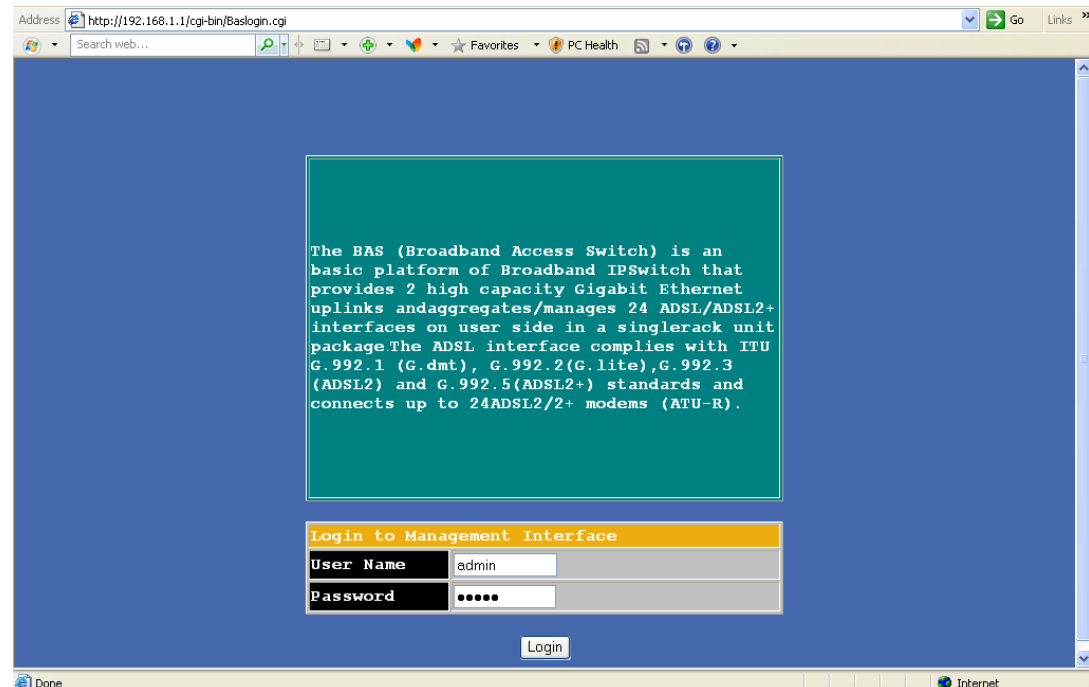 Address http://192.168.1.1/cgi-bin/Baslogin.cgi Go Links »
Search web... Favorites PC Health
The BAS (Broadband Access Switch) is an
basic platform of Broadband IPSwitch that
provides 2 high capacity Gigabit Ethernet
uplinks andaggregates/manages 24 ADSL/ADSL2+
interfaces on user side in a singlerack unit
package.The ADSL interface complies with ITU
G.992.1 (G.dmt), G.992.2(G.lite),G.992.3
(ADSL2) and G.992.5(ADSL2+) standards and
connects up to 24ADSL2/2+ modems (ATU-R).
Login to Management Interface
User Name admin
Password •••••
Login
Done Internet